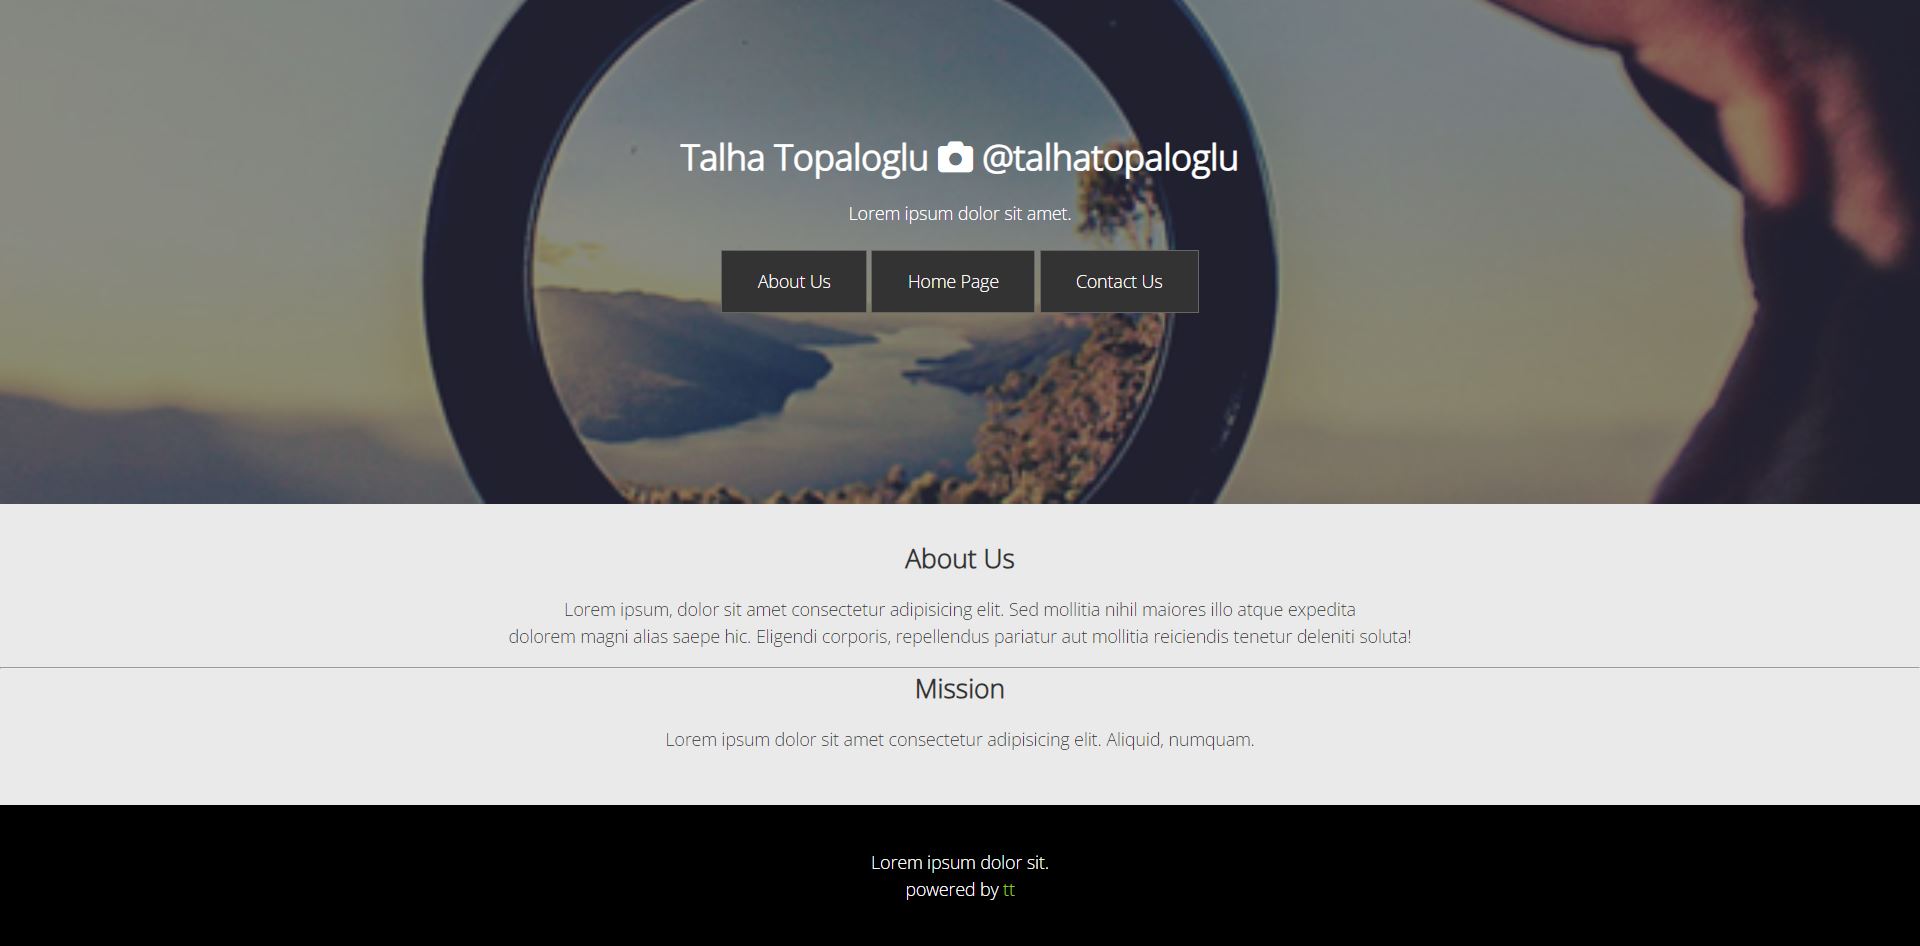 Talha Topaloglu @talhatopaloglu
Lorem ipsum dolor sit amet.
About Us
Home Page
Contact Us
About Us
Lorem ipsum, dolor sit amet consectetur adipisicing elit. Sed mollitia nihil maiores illo atque expedita
dolorem magni alias saepe hic. Eligendi corporis, repellendus pariatur aut mollitia reiciendis tenetur deleniti soluta!
Mission
Lorem ipsum dolor sit amet consectetur adipisicing elit. Aliquid, numquam.
Lorem ipsum dolor sit.
powered by tt